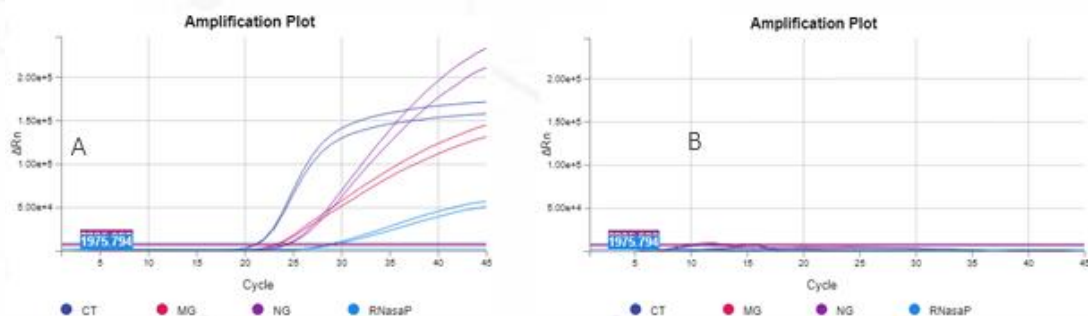 Amplification Plot
2.00e+5
1.50e+5
1.00e+5
5.00e+4
ΔRn
A
1975.794
5 10 15 20 25 30 35 40 45
Cycle
CT MG NG RNasaP
Amplification Plot
2.00e+5
1.50e+5
1.00e+5
5.00e+4
ΔRn
B
1975.794
5 10 15 20 25 30 35 40 45
Cycle
CT MG NG RNasaP